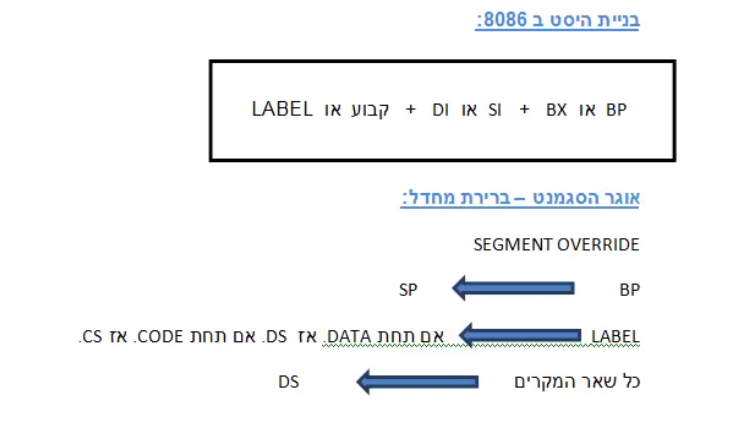 בניית היסט ב 8086:
BP או BX + SI או DI + קבוע או LABEL
אוגר הסגמנט – ברירת מחדל:
SEGMENT OVERRIDE
BP SP
LABEL אם תחת DATA. אז DS. אם תחת CODE. אז CS.
כל שאר המקרים DS